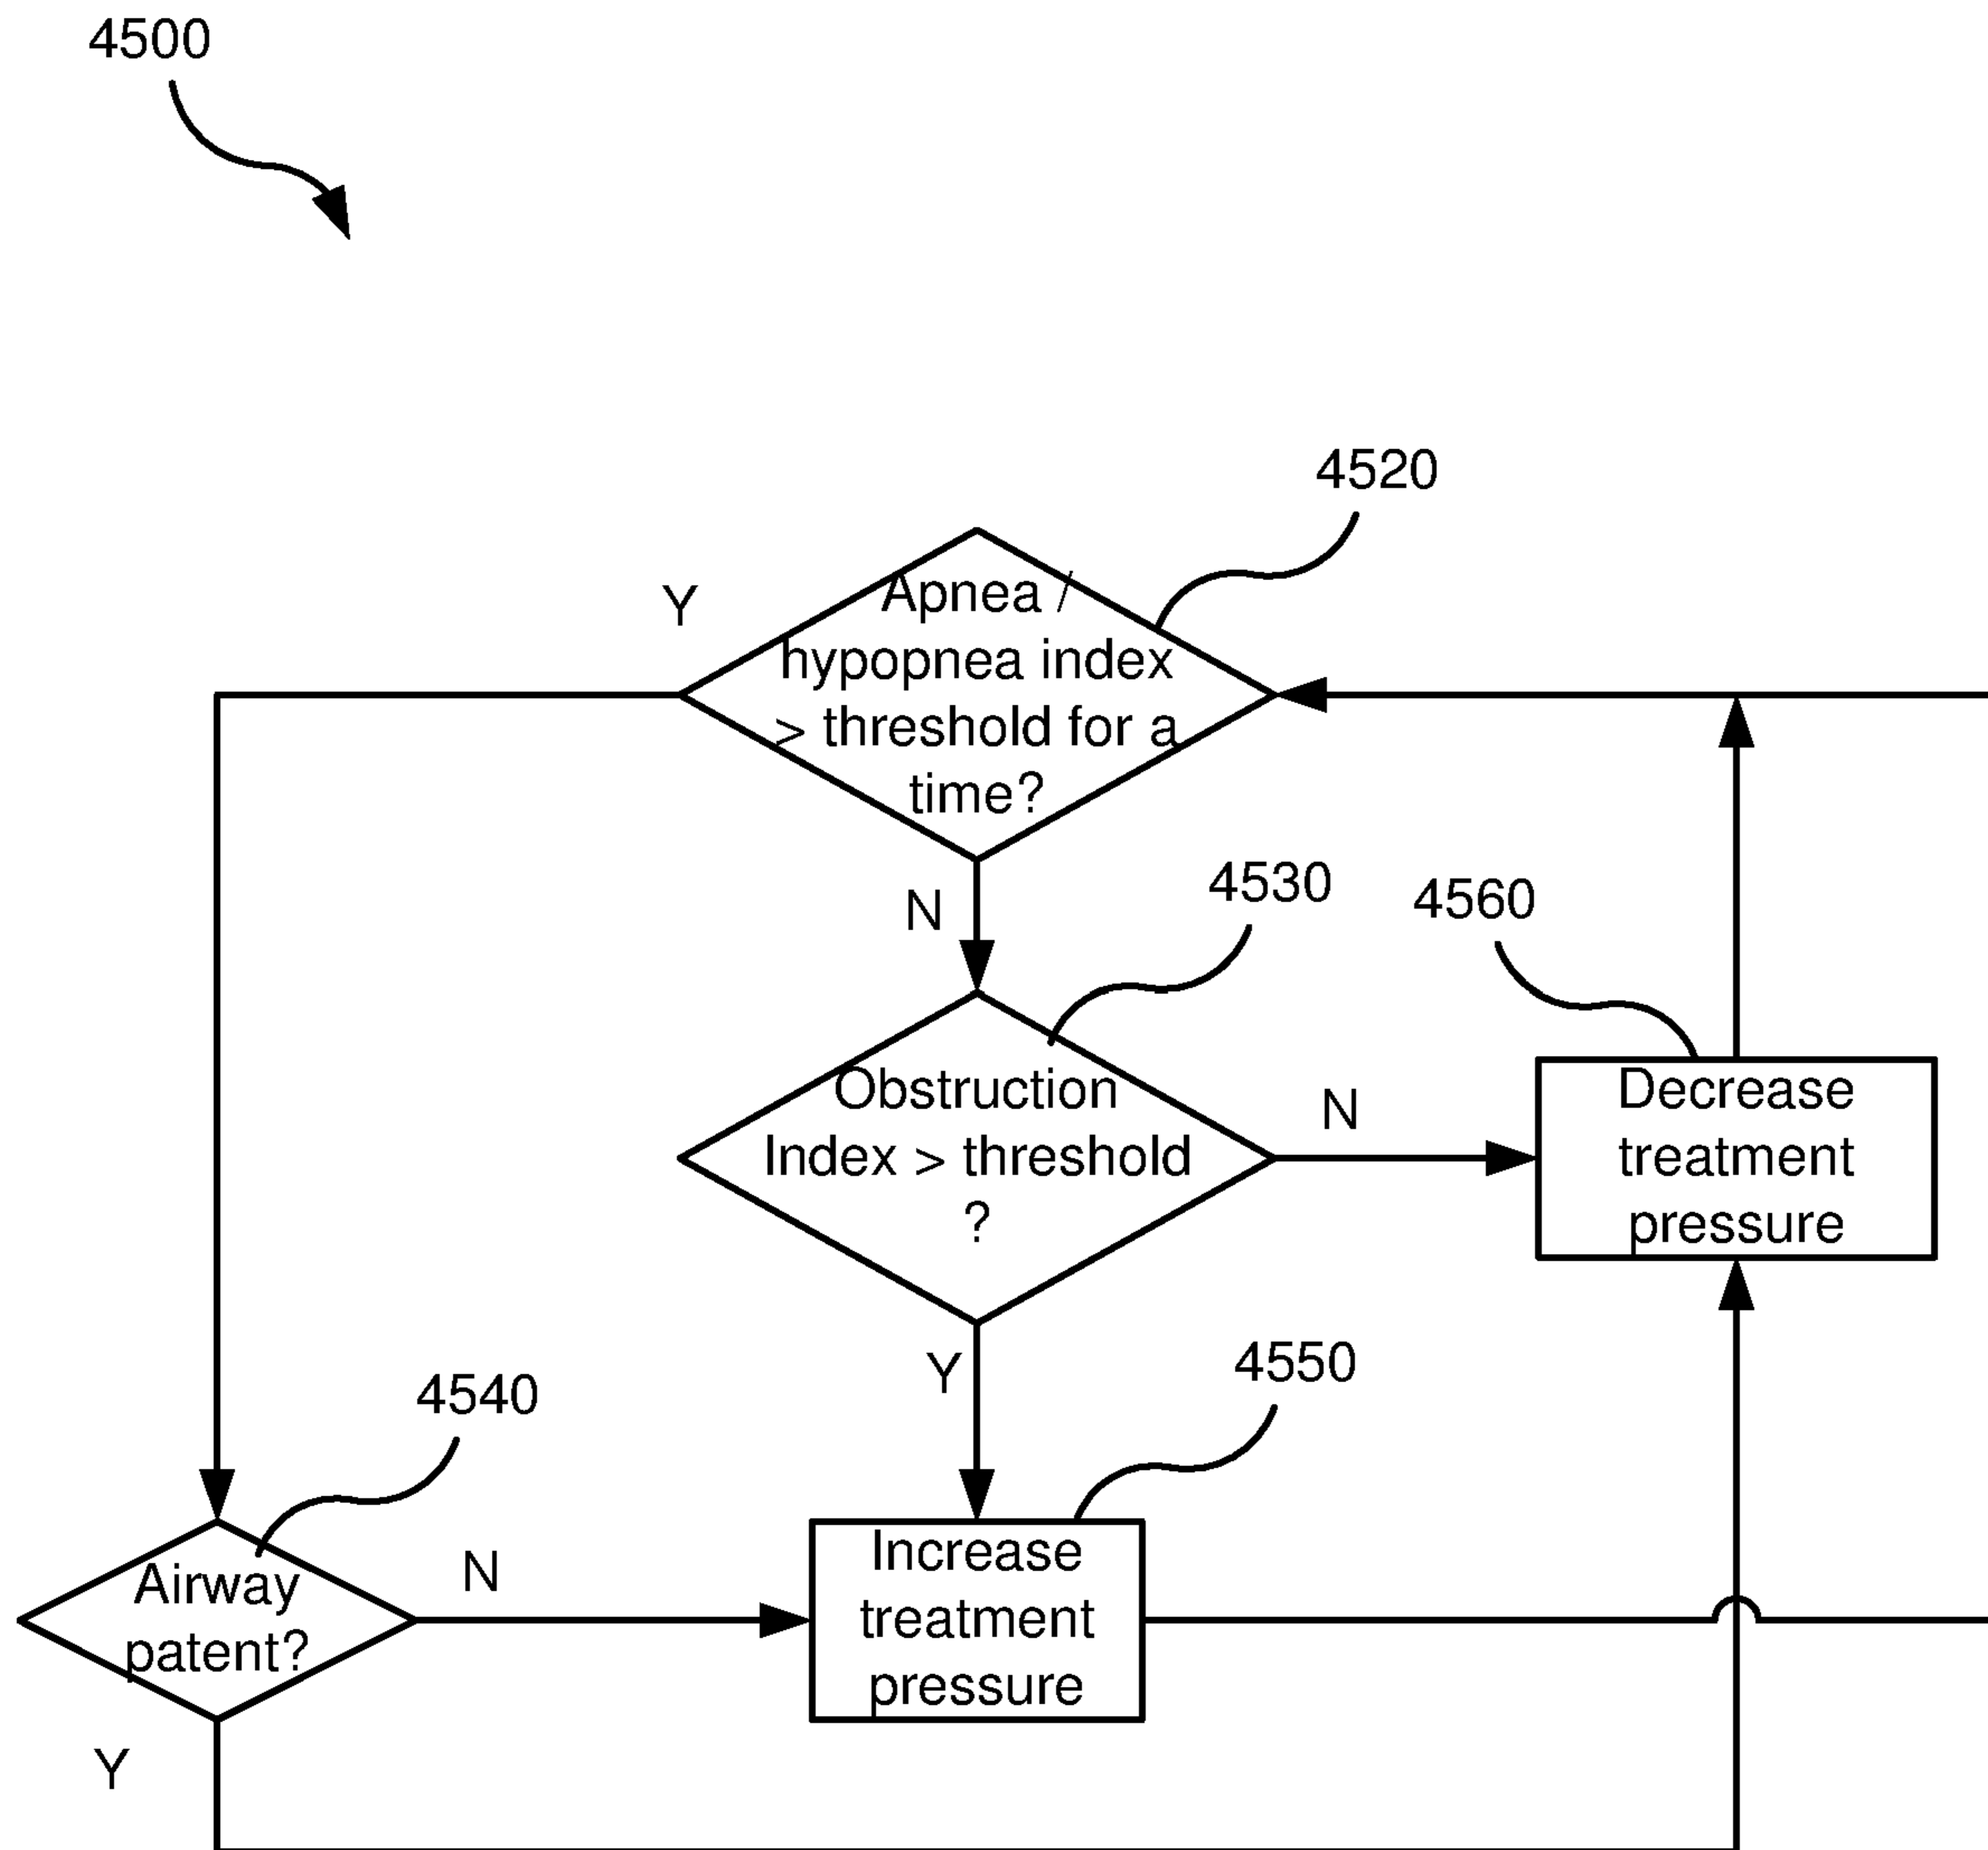 4500
4520
Y
Apnea /
hypopnea index
> threshold for a
time?
N
4530
4560
Obstruction
Index > threshold
?
N
Decrease
treatment
pressure
Y
4550
4540
Airway
patent?
N
Increase
treatment
pressure
Y